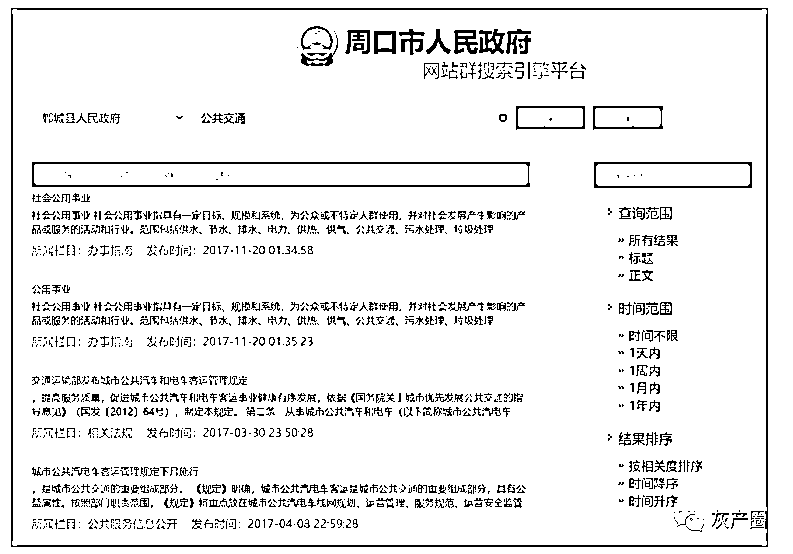 周口市人民政府
网站群搜索引擎平台
郸城县人民政府
公共交通
社会公用事业
社会公用事业 社会公用事业指具有一定目标、规模和系统，为公众或不特定人群使用，并对社会发展产生影响的产
品或服务的活动和行业。范围包括供水、节水、排水、电力、供热、供气、公共交通、污水处理、垃圾处理
所属栏目：办事指南 发布时间：2017-11-20 01:34:58
公用事业
社会公用事业 社会公用事业指具有一定目标、规模和系统，为公众或不特定人群使用，并对社会发展产生影响的产
品或服务的活动和行业。范围包括供水、节水、排水、电力、供热、供气、公共交通、污水处理、垃圾处理
所属栏目：办事指南 发布时间：2017-11-20 01:35:23
交通运输部发布城市公共汽车和电车客运管理规定
，提高服务质量，促进城市公共汽车和电车客运事业健康有序发展，依据《国务院关于城市优先发展公共交通的指
导意见》（国发〔2012〕64号），制定本规定。 第二条 从事城市公共汽车和电车（以下简称城市公共汽电车
所属栏目：相关法规 发布时间：2017-03-30 23:50:28
城市公共汽电车客运管理规定下月施行
，是城市公共交通的重要组成部分。 《规定》明确，城市公共汽电车客运是城市公共交通的重要组成部分，具有公
益属性。按照部门职责范围，《规定》将重点放在城市公共汽电车线网规划、运营管理、服务规范、运营安全监管
所属栏目：公共服务信息公开 发布时间：2017-04-08 22:59:28
查询范围
» 所有结果
» 标题
» 正文
时间范围
» 时间不限
» 1天内
» 1周内
» 1月内
» 1年内
结果排序
» 按相关度排序
» 时间降序
» 时间升序
灰产圈